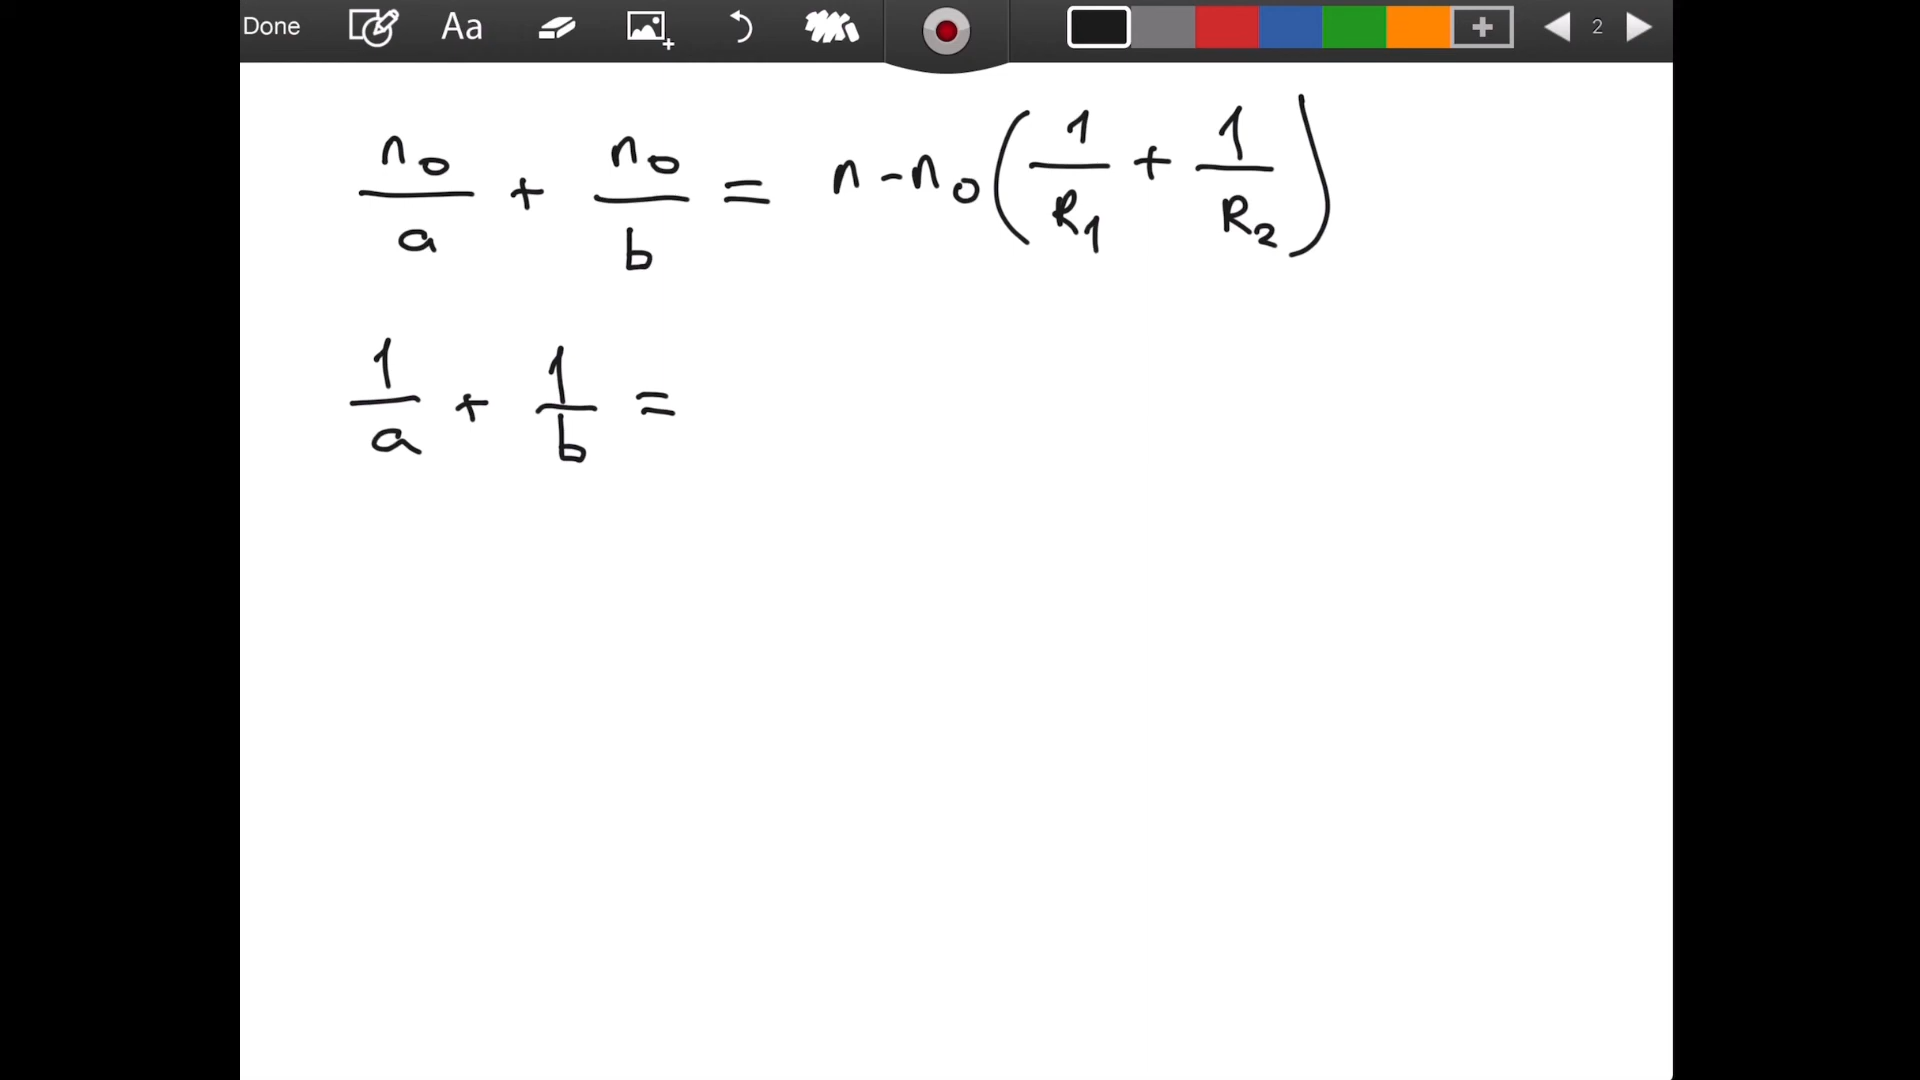 Done Aa 2
n₀/a + n₀/b = n - n₀(1/R₁ + 1/R₂)
1/a + 1/b =